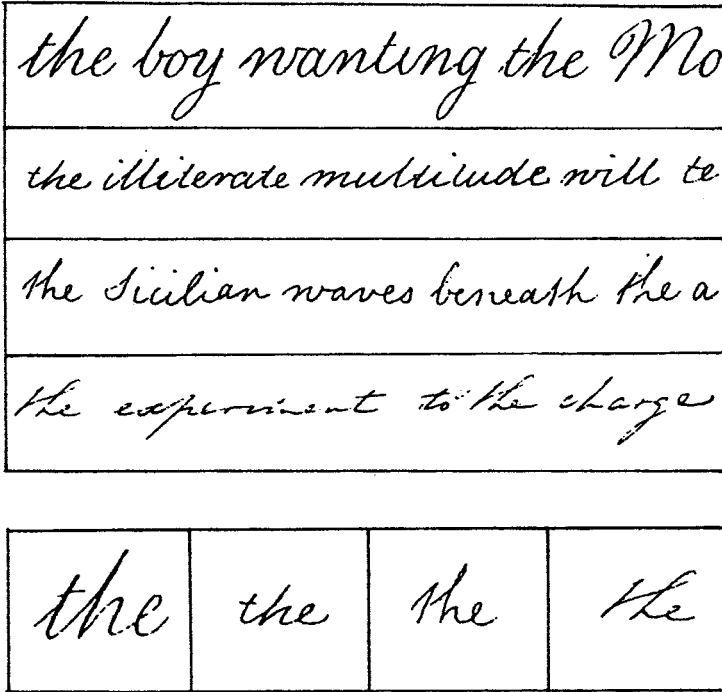 the boy wanting the Mo
the illiterate multitude will te
the Sicilian waves beneath the a
the experiment to the charge
the the the the